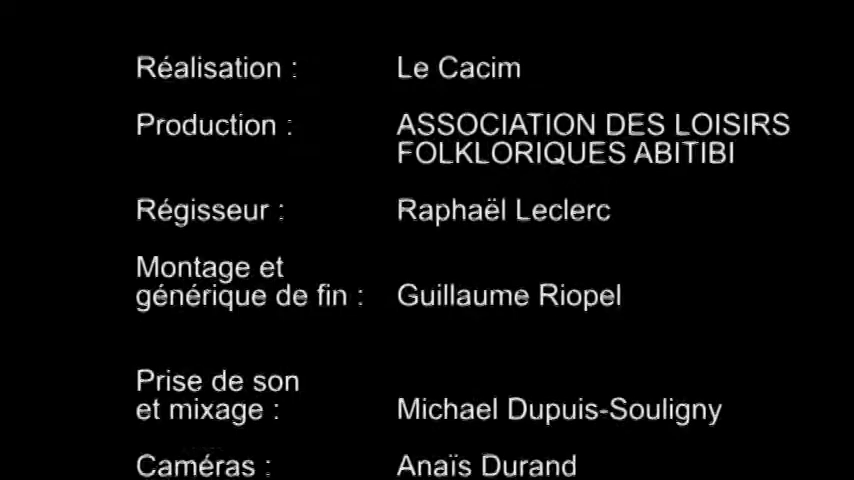 Réalisation : Le Cacim
Production : ASSOCIATION DES LOISIRS
FOLKLORIQUES ABITIBI
Régisseur : Raphaël Leclerc
Montage et
générique de fin : Guillaume Riopel
Prise de son
et mixage : Michael Dupuis-Souligny
Caméras : Anaïs Durand